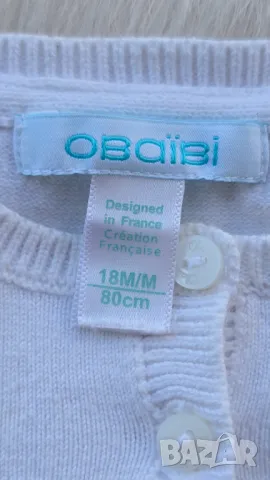 OBAÏBI
Designed
in France
Création
Française
18M/M
80cm
BAZAR